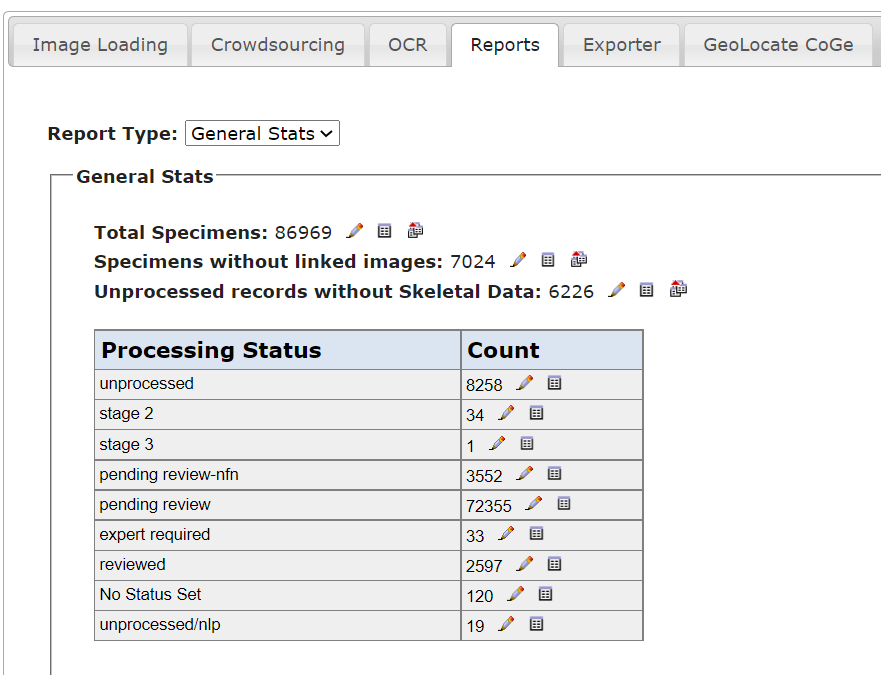 Image Loading Crowdsourcing OCR Reports Exporter GeoLocate CoGe
Report Type: General Stats
General Stats
Total Specimens: 86969
Specimens without linked images: 7024
Unprocessed records without Skeletal Data: 6226
Processing Status Count
unprocessed 8258
stage 2 34
stage 3 1
pending review-nfn 3552
pending review 72355
expert required 33
reviewed 2597
No Status Set 120
unprocessed/nlp 19